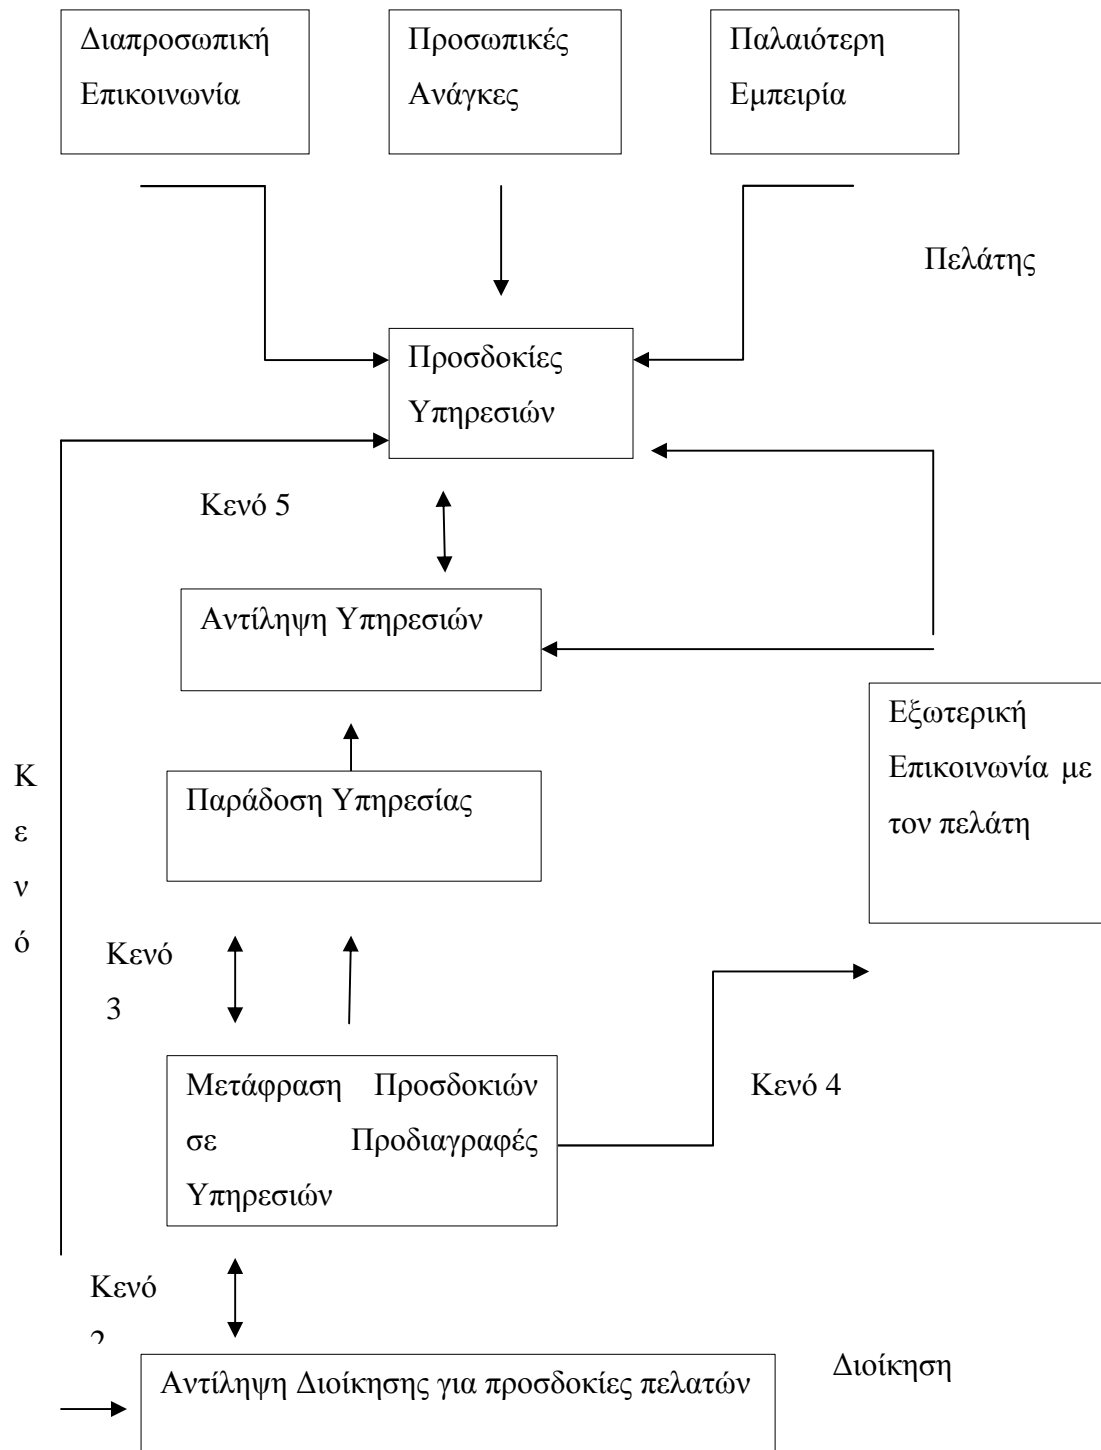 Διαπροσωπική
Επικοινωνία
Προσωπικές
Ανάγκες
Παλαιότερη
Εμπειρία
Πελάτης
Προσδοκίες
Υπηρεσιών
Κενό 5
Αντίληψη Υπηρεσιών
Εξωτερική
Επικοινωνία με
τον πελάτη
Παράδοση Υπηρεσίας
Κ
ε
ν
ό
Κενό
3
Μετάφραση Προσδοκιών
σε Προδιαγραφές
Υπηρεσιών
Κενό 4
Κενό
2
Αντίληψη Διοίκησης για προσδοκίες πελατών
Διοίκηση